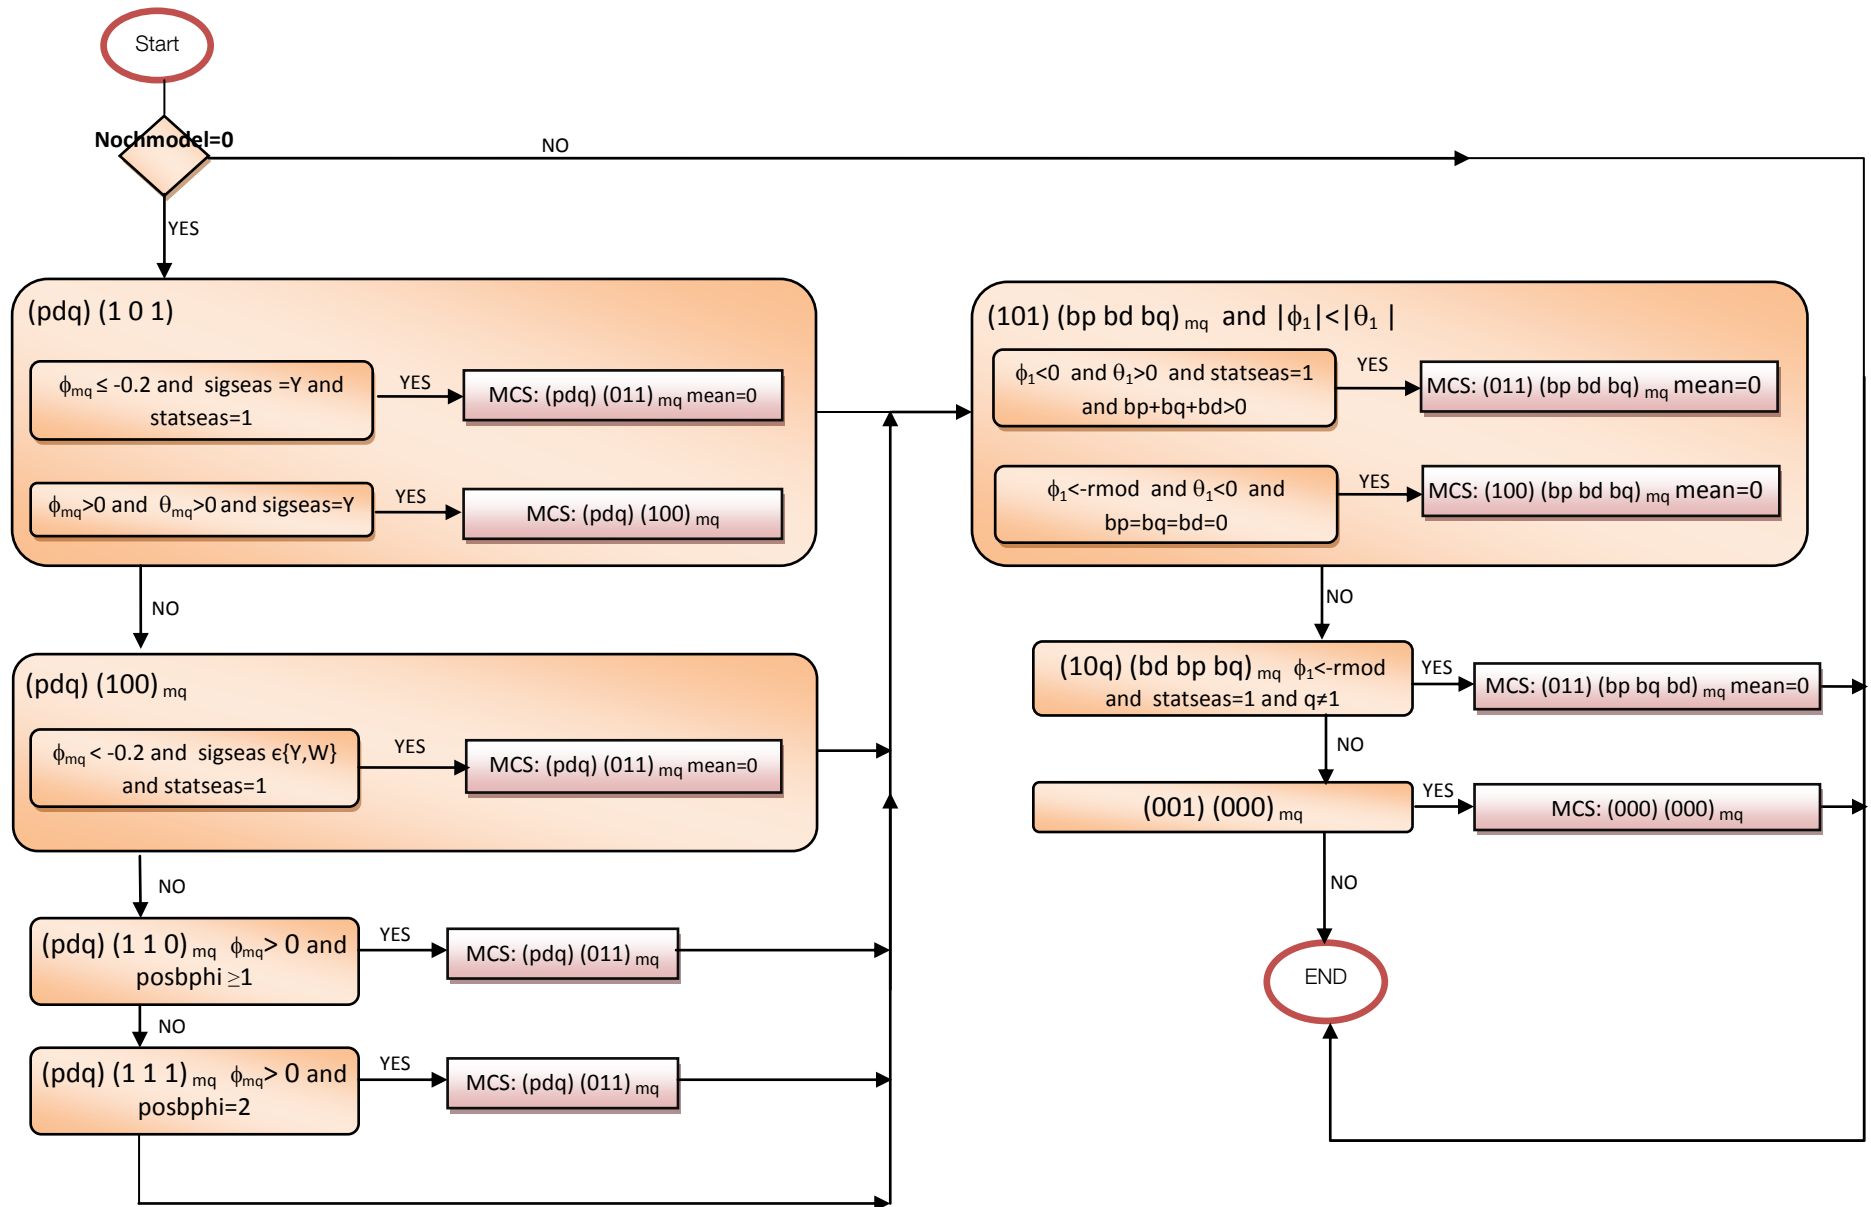 Start
Nochmodel=0
NO
YES
(pdq) (1 0 1)
ϕmq ≤ -0.2 and sigseas =Y and
statseas=1
YES
MCS: (pdq) (011) mq mean=0
ϕmq>0 and θmq>0 and sigseas=Y
YES
MCS: (pdq) (100) mq
NO
(pdq) (100) mq
ϕmq < -0.2 and sigseas ϵ{Y,W}
and statseas=1
YES
MCS: (pdq) (011) mq mean=0
NO
(pdq) (1 1 0) mq ϕmq> 0 and
posbphi ≥1
YES
MCS: (pdq) (011) mq
NO
(pdq) (1 1 1) mq ϕmq> 0 and
posbphi=2
YES
MCS: (pdq) (011) mq
(101) (bp bd bq) mq and |ϕ1|<|θ1 |
ϕ1<0 and θ1>0 and statseas=1
and bp+bq+bd>0
YES
MCS: (011) (bp bd bq) mq mean=0
ϕ1<-rmod and θ1<0 and
bp=bq=bd=0
YES
MCS: (100) (bp bd bq) mq mean=0
NO
(10q) (bd bp bq) mq ϕ1<-rmod
and statseas=1 and q≠1
YES
MCS: (011) (bp bq bd) mq mean=0
NO
(001) (000) mq
YES
MCS: (000) (000) mq
NO
END